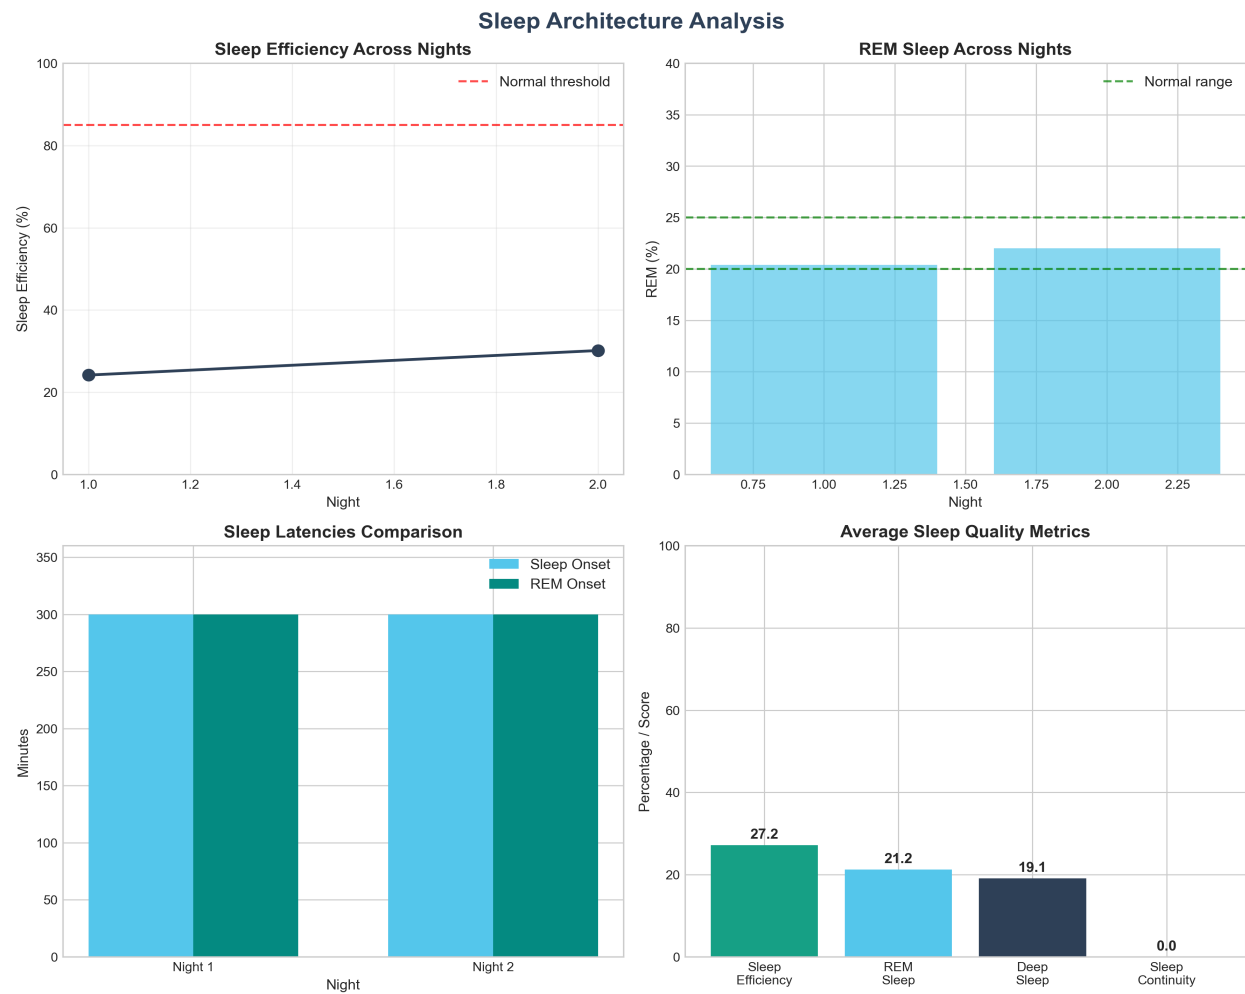 Sleep Architecture Analysis
Sleep Efficiency Across Nights
100
80
60
40
20
0
Sleep Efficiency (%)
Normal threshold
1.0 1.2 1.4 1.6 1.8 2.0
Night
REM Sleep Across Nights
40
35
30
25
20
15
10
5
0
REM (%)
Normal range
0.75 1.00 1.25 1.50 1.75 2.00 2.25
Night
Sleep Latencies Comparison
350
300
250
200
150
100
50
0
Minutes
Sleep Onset
REM Onset
Night 1 Night 2
Night
Average Sleep Quality Metrics
100
80
60
40
20
0
Percentage / Score
27.2
21.2
19.1
0.0
Sleep REM Deep Sleep
Efficiency Sleep Sleep Continuity